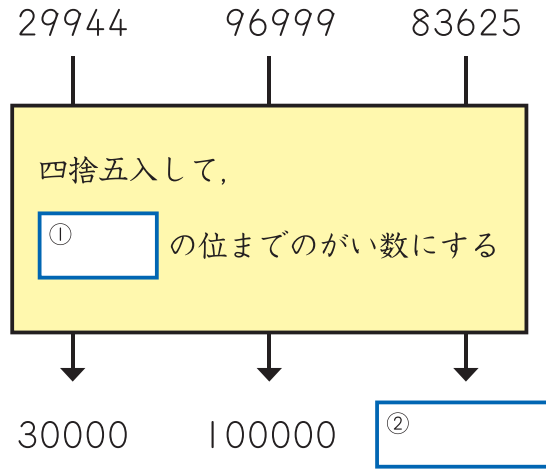 29944 96999 83625
四捨五入して,
① の位までのがい数にする
30000 100000 ②